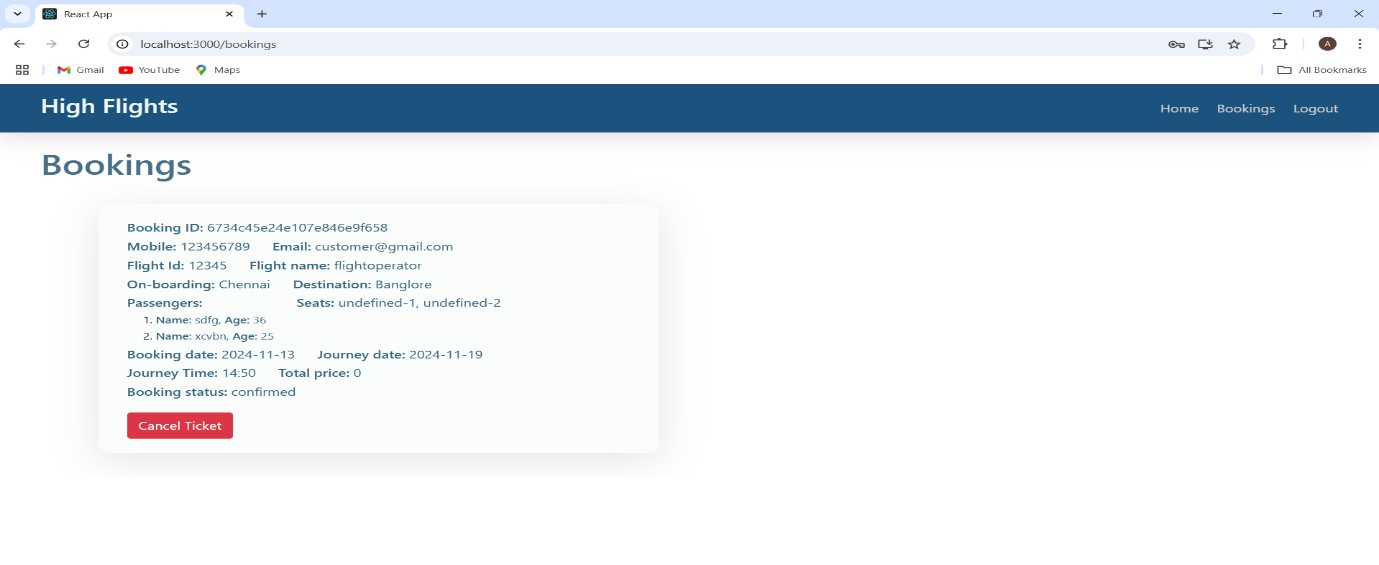 React App
localhost:3000/bookings
A
Gmail YouTube Maps All Bookmarks
High Flights Home Bookings Logout
Bookings
Booking ID: 6734c45e24e107e846e9f658
Mobile: 123456789 Email: customer@gmail.com
Flight Id: 12345 Flight name: flightoperator
On-boarding: Chennai Destination: Banglore
Passengers: Seats: undefined-1, undefined-2
1. Name: sdfg, Age: 36
2. Name: xcvbn, Age: 25
Booking date: 2024-11-13 Journey date: 2024-11-19
Journey Time: 14:50 Total price: 0
Booking status: confirmed
Cancel Ticket